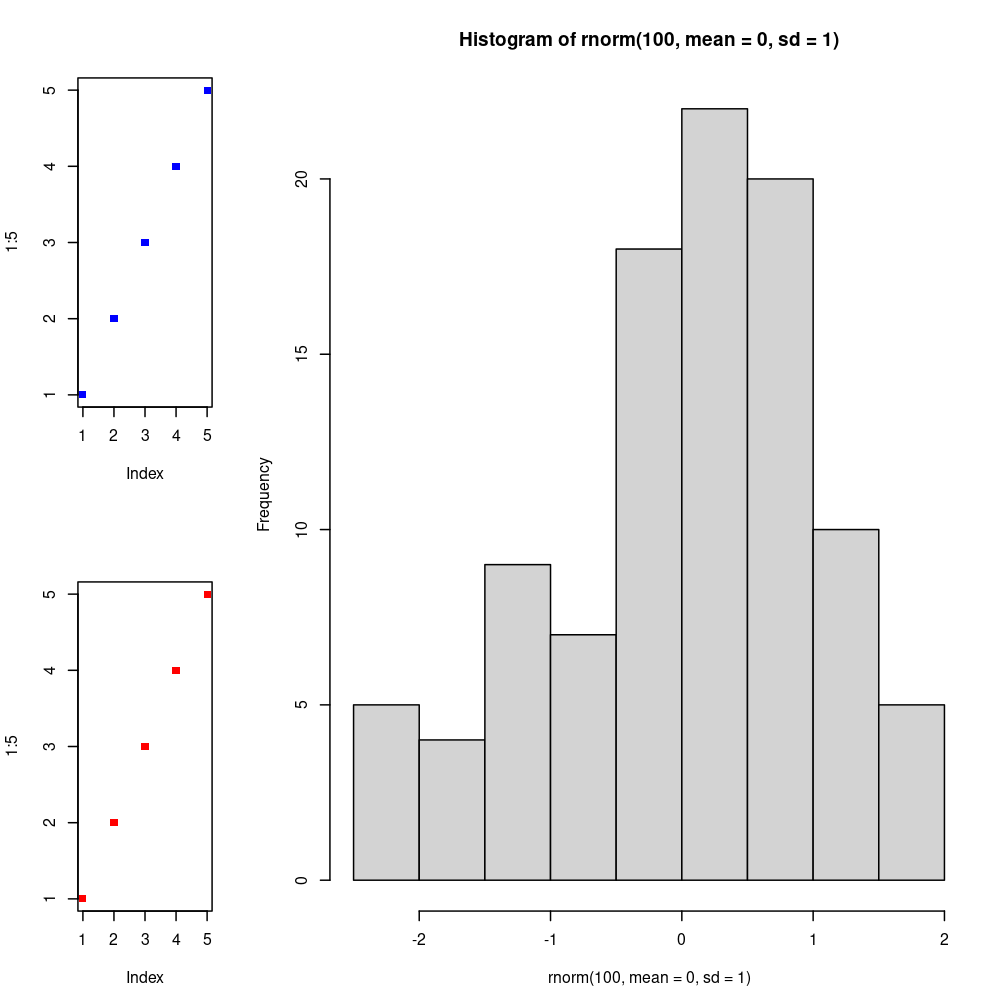 Histogram of rnorm(100, mean = 0, sd = 1)
1:5
5
4
3
2
1
1 2 3 4 5
Index
1:5
5
4
3
2
1
1 2 3 4 5
Index
Frequency
20
15
10
5
0
-2 -1 0 1 2
rnorm(100, mean = 0, sd = 1)